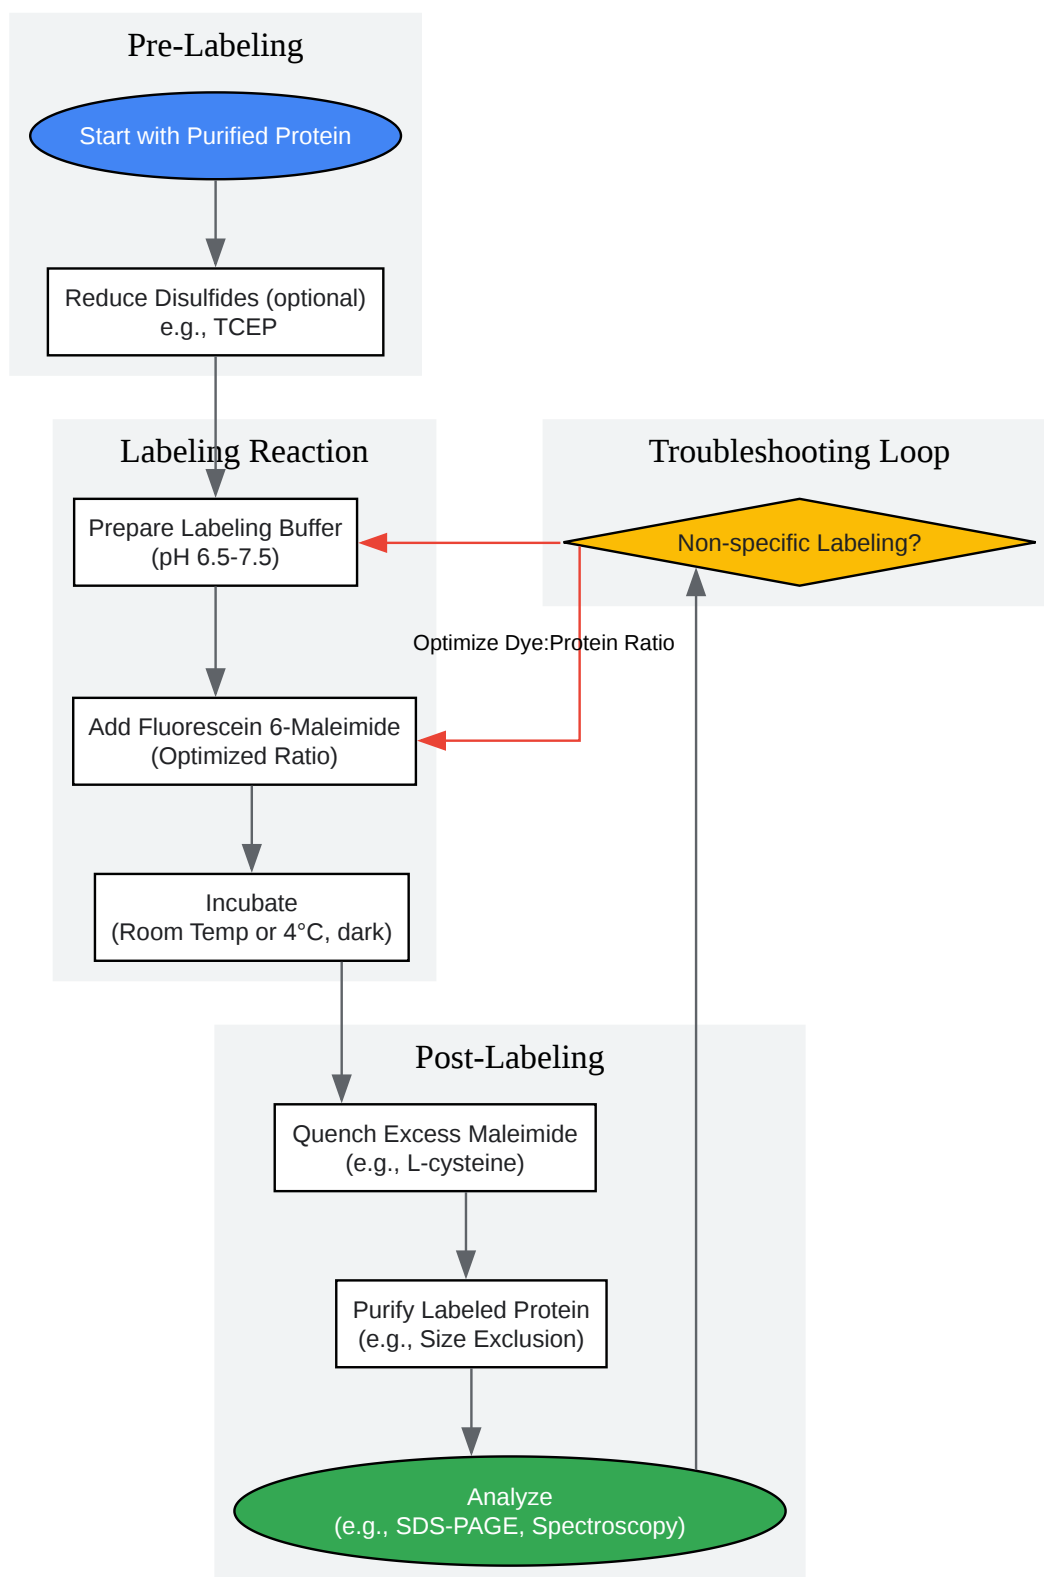 Pre-Labeling
Start with Purified Protein
Reduce Disulfides (optional)
e.g., TCEP
Labeling Reaction
Prepare Labeling Buffer
(pH 6.5-7.5)
Troubleshooting Loop
Non-specific Labeling?
Optimize Dye:Protein Ratio
Add Fluorescein 6-Maleimide
(Optimized Ratio)
Incubate
(Room Temp or 4°C, dark)
Post-Labeling
Quench Excess Maleimide
(e.g., L-cysteine)
Purify Labeled Protein
(e.g., Size Exclusion)
Analyze
(e.g., SDS-PAGE, Spectroscopy)